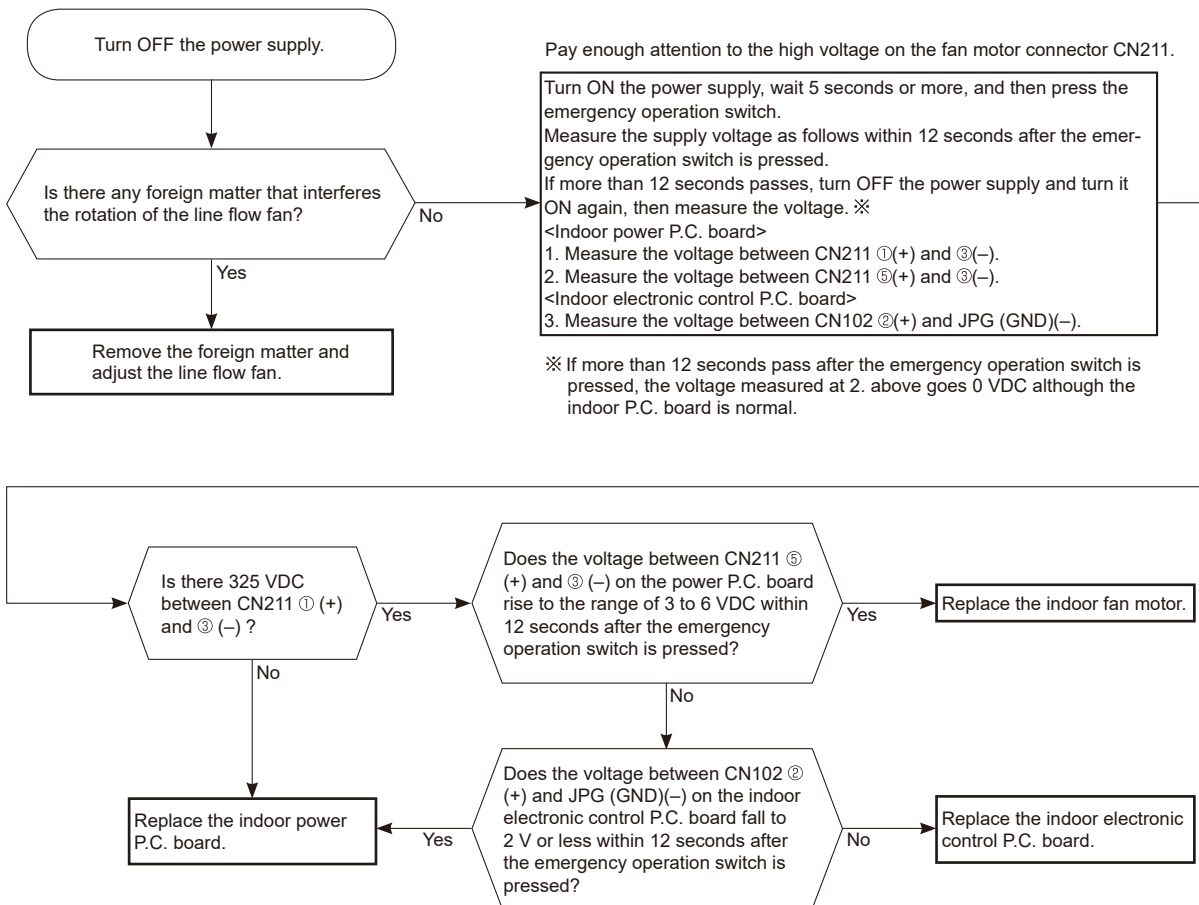 Turn OFF the power supply.
Is there any foreign matter that interferes
the rotation of the line flow fan?
No
Yes
Remove the foreign matter and
adjust the line flow fan.
Pay enough attention to the high voltage on the fan motor connector CN211.
Turn ON the power supply, wait 5 seconds or more, and then press the
emergency operation switch.
Measure the supply voltage as follows within 12 seconds after the emer-
gency operation switch is pressed.
If more than 12 seconds passes, turn OFF the power supply and turn it
ON again, then measure the voltage. ※
<Indoor power P.C. board>
1. Measure the voltage between CN211 ①(+) and ③(–).
2. Measure the voltage between CN211 ⑤(+) and ③(–).
<Indoor electronic control P.C. board>
3. Measure the voltage between CN102 ②(+) and JPG (GND)(–).
※ If more than 12 seconds pass after the emergency operation switch is
pressed, the voltage measured at 2. above goes 0 VDC although the
indoor P.C. board is normal.
Is there 325 VDC
between CN211 ① (+)
and ③ (–) ?
Yes
No
Does the voltage between CN211 ⑤
(+) and ③ (–) on the power P.C. board
rise to the range of 3 to 6 VDC within
12 seconds after the emergency
operation switch is pressed?
Yes
Replace the indoor fan motor.
No
Does the voltage between CN102 ②
(+) and JPG (GND)(–) on the indoor
electronic control P.C. board fall to
2 V or less within 12 seconds after
the emergency operation switch is
pressed?
Yes
Replace the indoor power
P.C. board.
No
Replace the indoor electronic
control P.C. board.